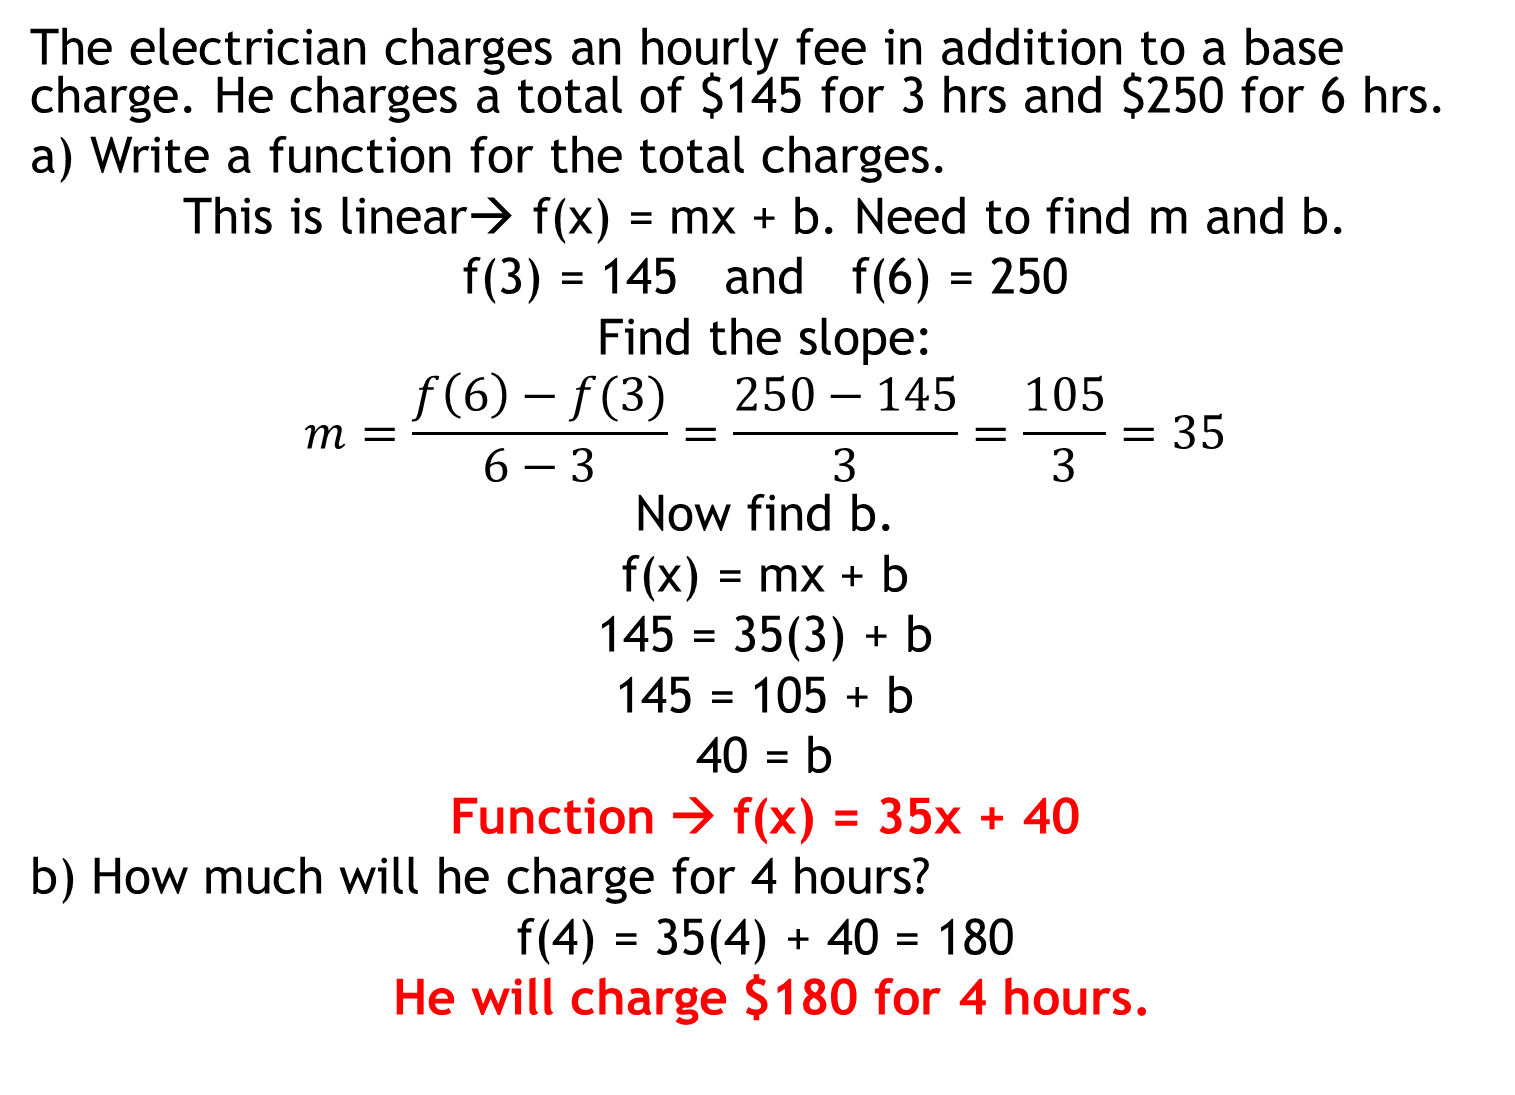 The electrician charges an hourly fee in addition to a base
charge. He charges a total of $145 for 3 hrs and $250 for 6 hrs.
a) Write a function for the total charges.
This is linear→ f(x) = mx + b. Need to find m and b.
f(3) = 145 and f(6) = 250
Find the slope:
m = (f(6) − f(3))/(6 − 3) = (250 − 145)/3 = 105/3 = 35
Now find b.
f(x) = mx + b
145 = 35(3) + b
145 = 105 + b
40 = b
Function → f(x) = 35x + 40
b) How much will he charge for 4 hours?
f(4) = 35(4) + 40 = 180
He will charge $180 for 4 hours.